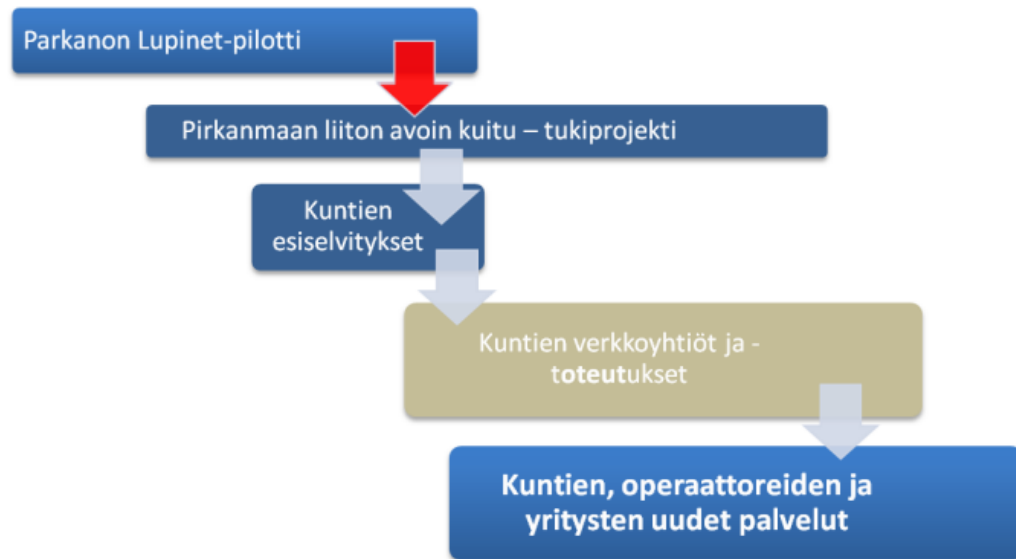 Parkanon Lupinet-pilotti
Pirkanmaan liiton avoin kuitu – tukiprojekti
Kuntien
esiselvitykset
Kuntien verkkoyhtiöt ja -
toteutukset
Kuntien, operaattoreiden ja
yritysten uudet palvelut